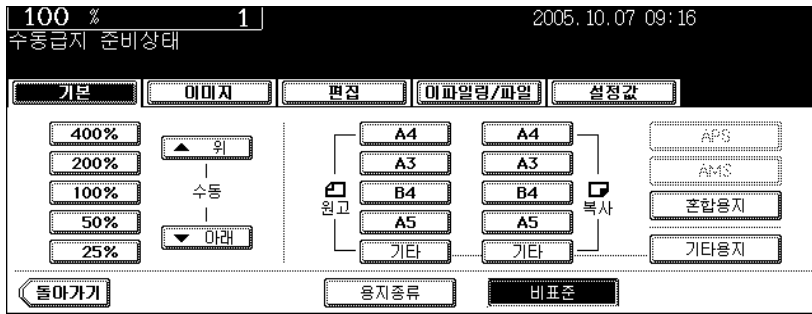 100 % 1 2005.10.07 09:16
수동급지 준비상태
기본 이미지 편집 이파일링/파일 설정값
400% ▲ 위 A4 A4 APS
200% A3 A3 AMS
100% 수동 원고 B4 B4 복사 혼합용지
50% ▼ 아래 A5 A5
25% 기타 기타 기타용지
돌아가기 용지종류 비표준